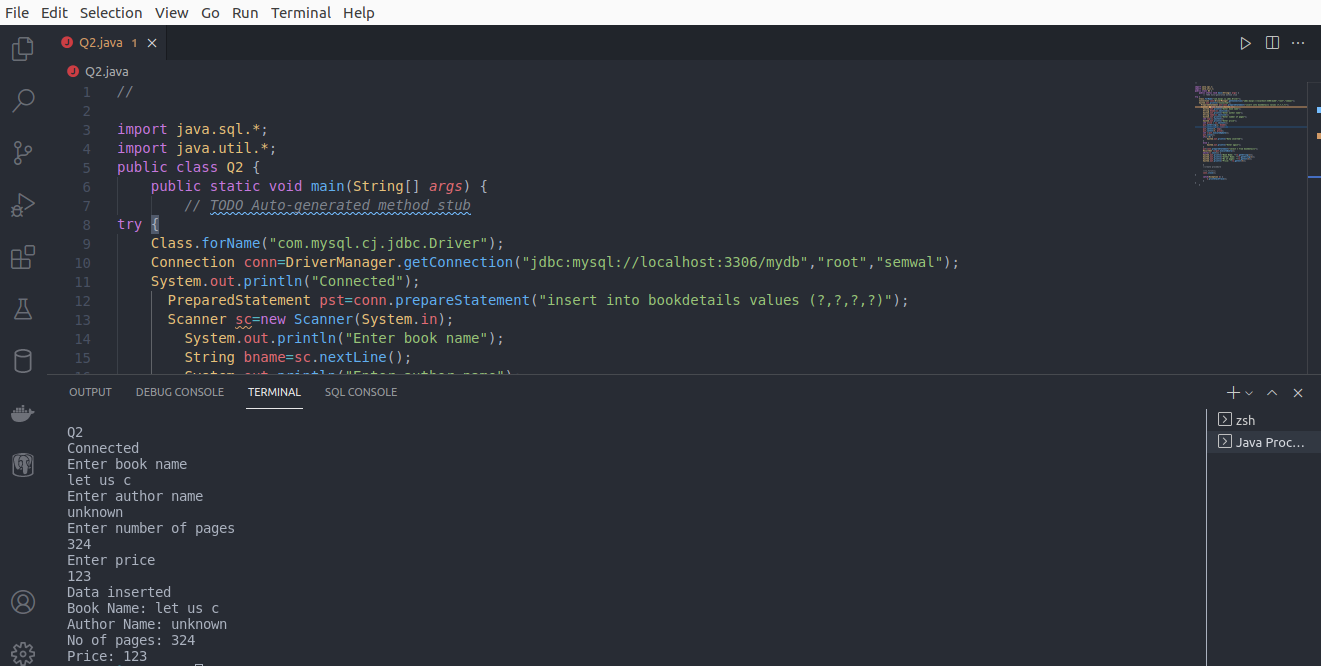 File Edit Selection View Go Run Terminal Help
Q2.java 1
Q2.java
1 //
2
3 import java.sql.*;
4 import java.util.*;
5 public class Q2 {
6 public static void main(String[] args) {
7 // TODO Auto-generated method stub
8 try {
9 Class.forName("com.mysql.cj.jdbc.Driver");
10 Connection conn=DriverManager.getConnection("jdbc:mysql://localhost:3306/mydb","root","semwal");
11 System.out.println("Connected");
12 PreparedStatement pst=conn.prepareStatement("insert into bookdetails values (?,?,?,?)");
13 Scanner sc=new Scanner(System.in);
14 System.out.println("Enter book name");
15 String bname=sc.nextLine();
16 System.out.println("Enter author name")
OUTPUT DEBUG CONSOLE TERMINAL SQL CONSOLE
zsh
Java Proc...
Q2
Connected
Enter book name
let us c
Enter author name
unknown
Enter number of pages
324
Enter price
123
Data inserted
Book Name: let us c
Author Name: unknown
No of pages: 324
Price: 123